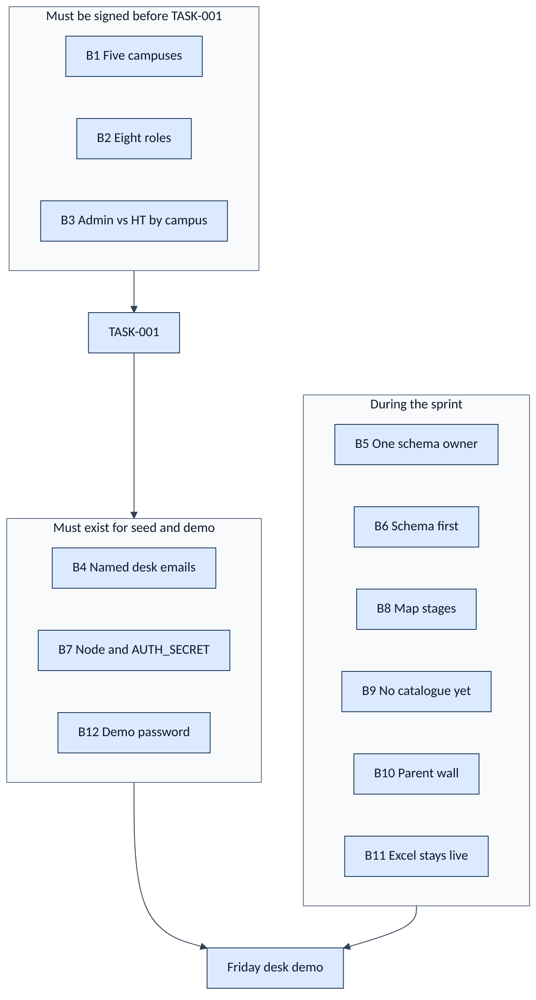 Must be signed before TASK-001
B1 Five campuses
B2 Eight roles
B3 Admin vs HT by campus
TASK-001
Must exist for seed and demo
B4 Named desk emails
B7 Node and AUTH_SECRET
B12 Demo password
During the sprint
B5 One schema owner
B6 Schema first
B8 Map stages
B9 No catalogue yet
B10 Parent wall
B11 Excel stays live
Friday desk demo